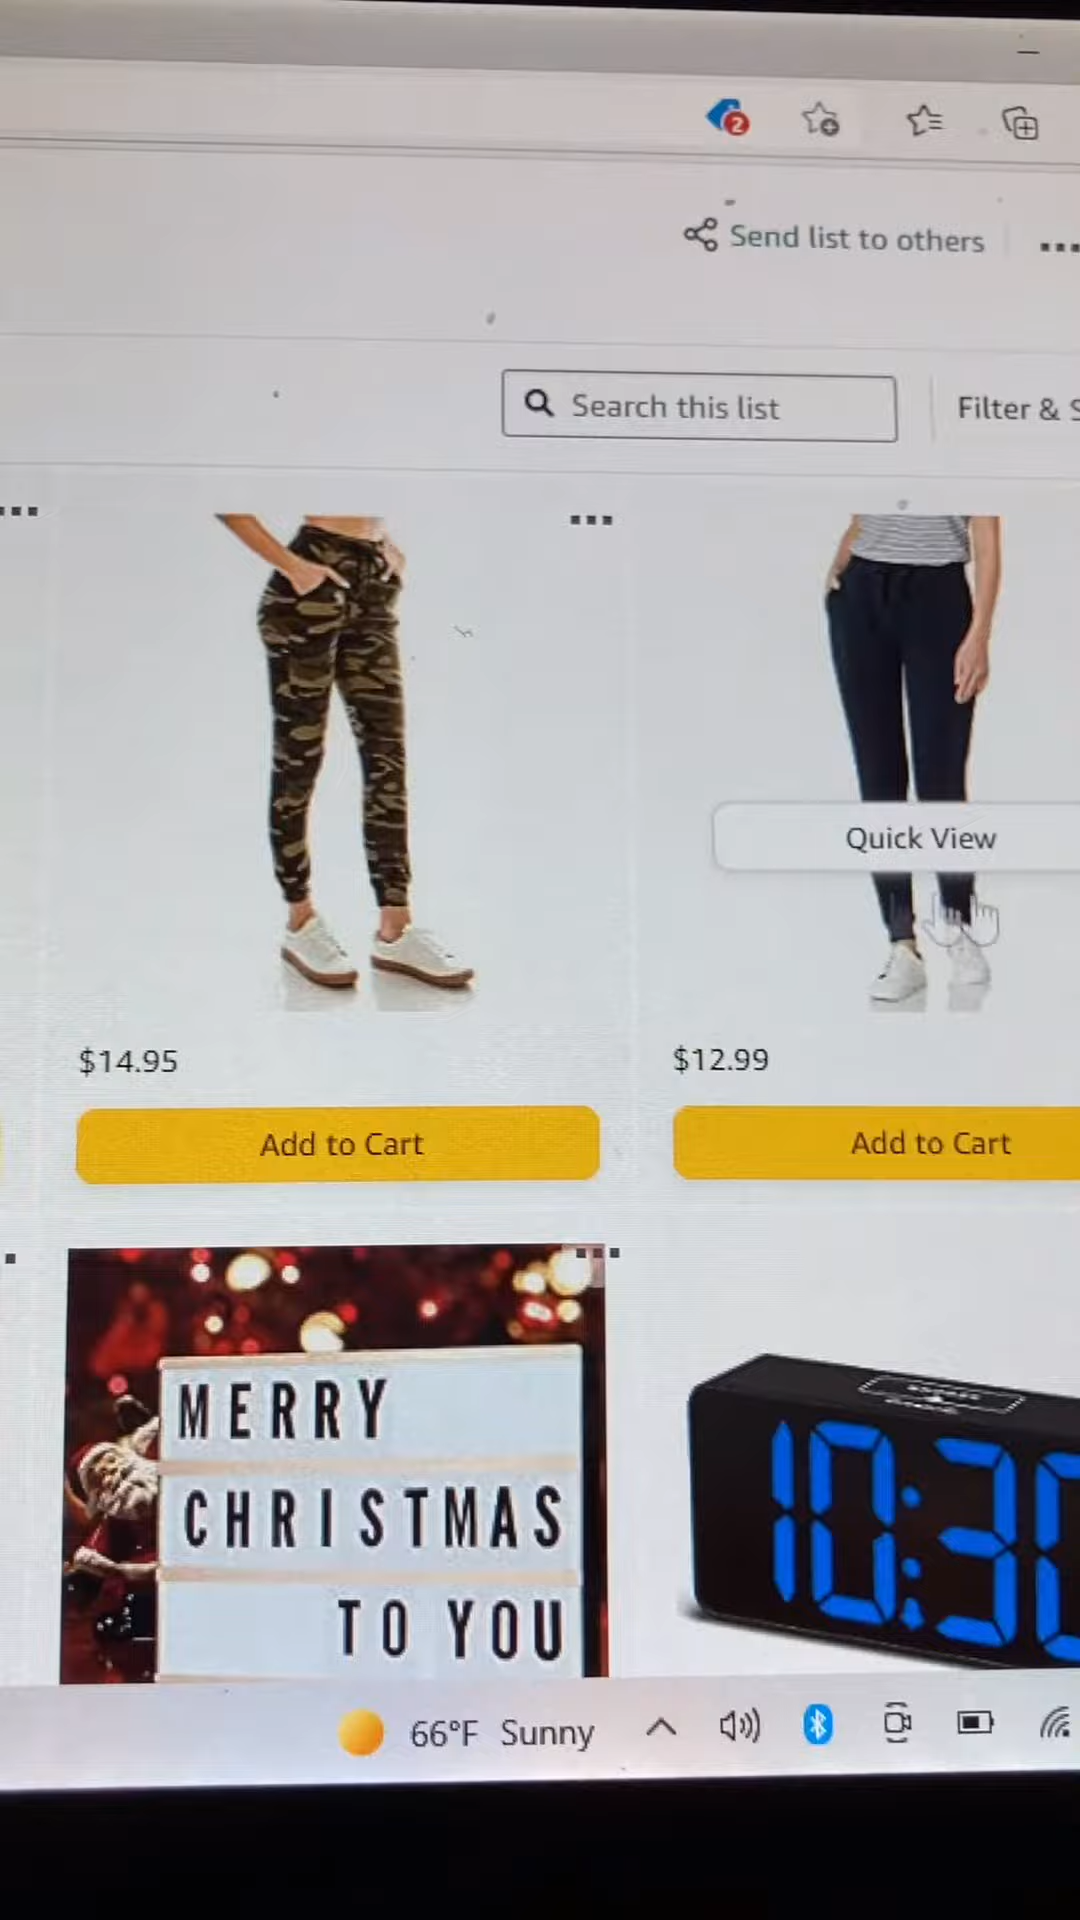 2
Send list to others
Search this list
Filter & S
Quick View
$14.95
$12.99
Add to Cart
Add to Cart
MERRY
CHRISTMAS
TO YOU
10:30
66°F Sunny